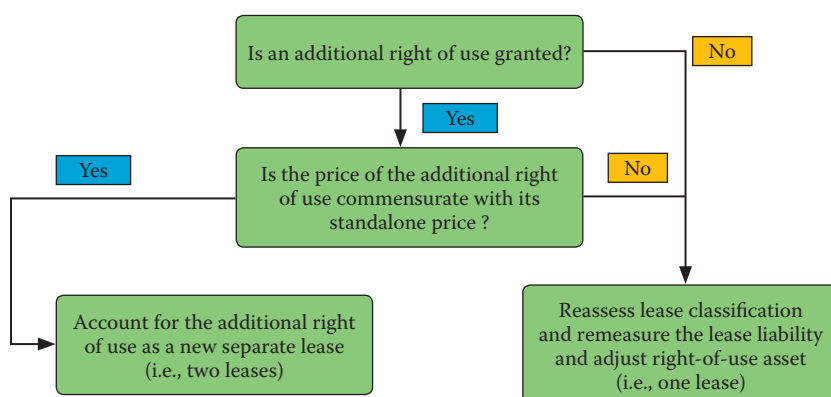 Is an additional right of use granted?
No
Yes
Yes
Is the price of the additional right
of use commensurate with its
standalone price ?
No
Account for the additional right
of use as a new separate lease
(i.e., two leases)
Reassess lease classification
and remeasure the lease liability
and adjust right-of-use asset
(i.e., one lease)